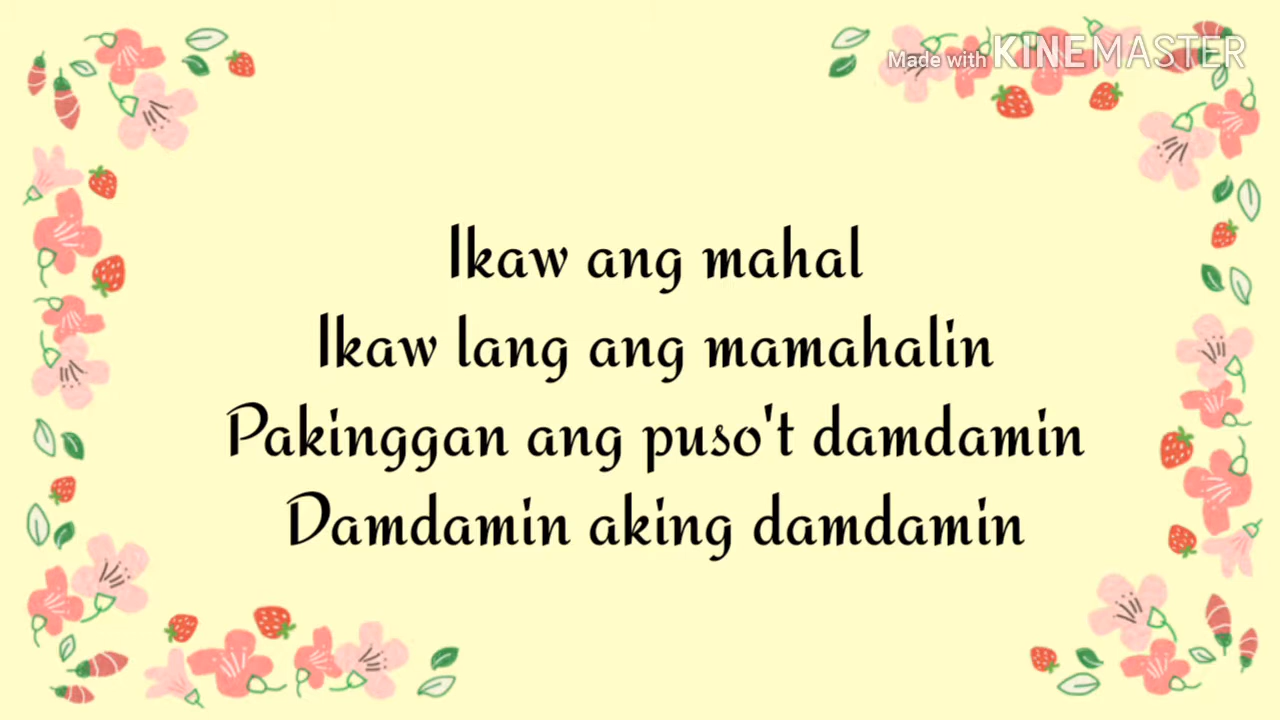 Made with KINEMASTER
Ikaw ang mahal
Ikaw lang ang mamahalin
Pakinggan ang puso't damdamin
Damdamin aking damdamin